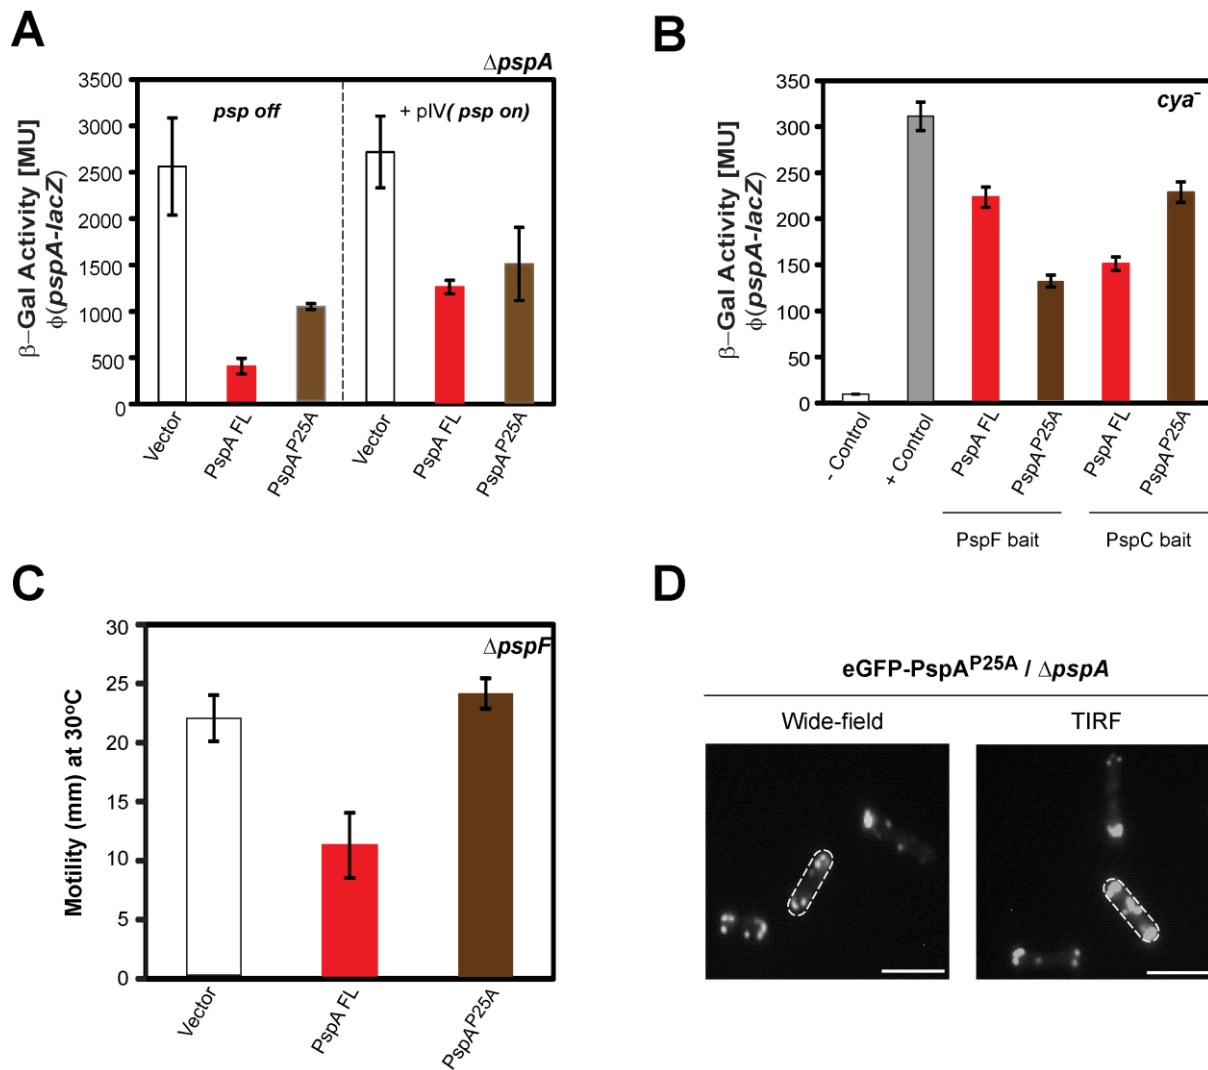 A
ΔpspA
β–Gal Activity [MU]
ϕ(pspA-lacZ)
3500
3000
2500
2000
1500
1000
500
0
psp off
+ pIV( psp on)
Vector
PspA FL
PspA^P25A
Vector
PspA FL
PspA^P25A
B
cya⁻
β–Gal Activity [MU]
ϕ(pspA-lacZ)
350
300
250
200
150
100
50
0
- Control
+ Control
PspA FL
PspA^P25A
PspA FL
PspA^P25A
PspF bait
PspC bait
C
ΔpspF
Motility (mm) at 30ºC
30
25
20
15
10
5
0
Vector
PspA FL
PspA^P25A
D
eGFP-PspA^P25A / ΔpspA
Wide-field
TIRF